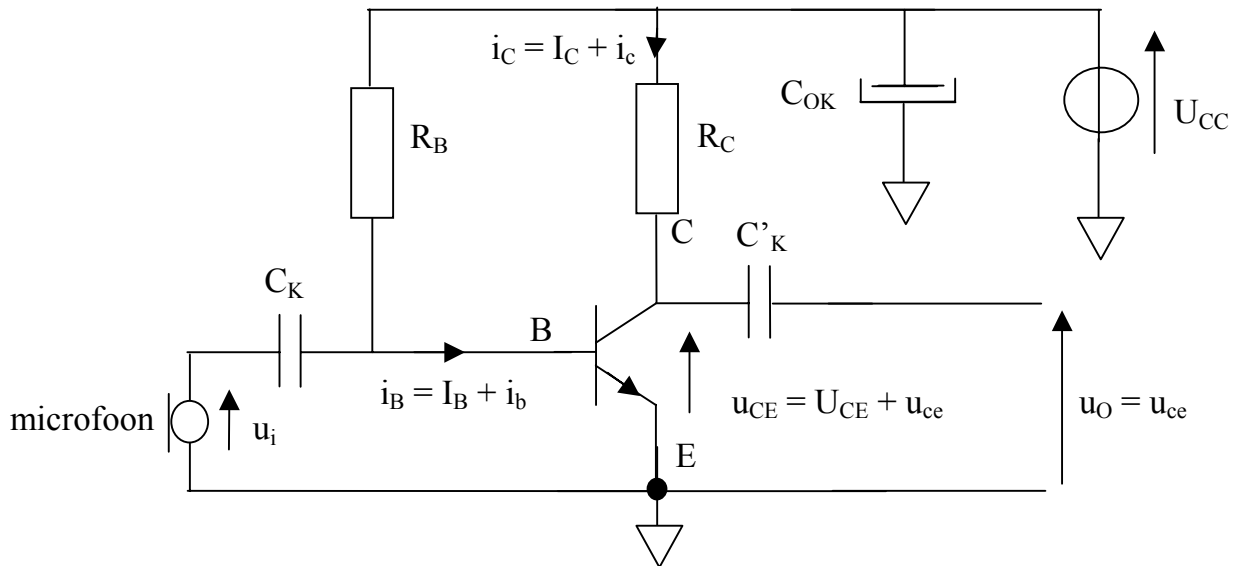 i_C = I_C + i_c
R_B
R_C
C_OK
U_CC
C
C'_K
C_K
B
i_B = I_B + i_b
u_CE = U_CE + u_ce
u_O = u_ce
microfoon
u_i
E